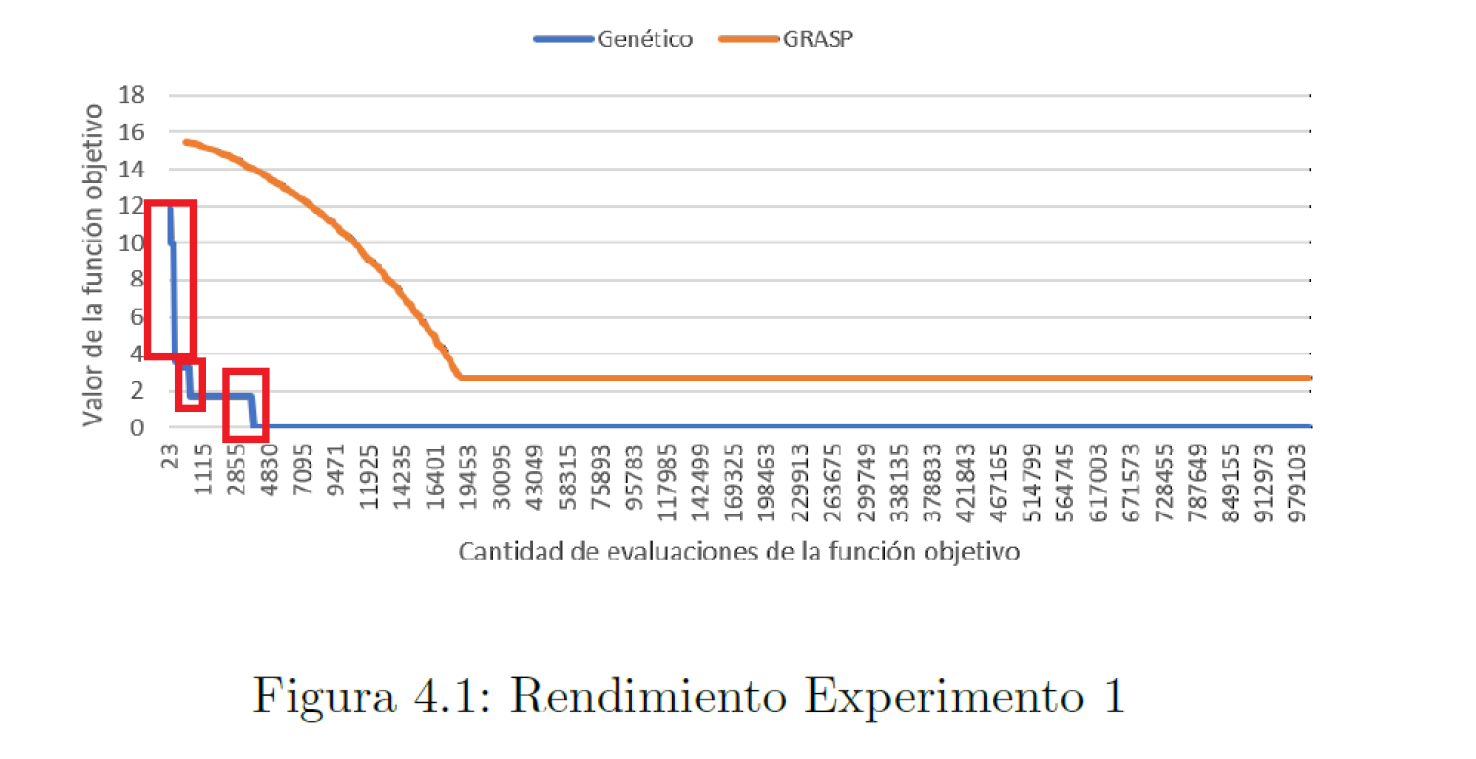 Genético GRASP
Valor de la función objetivo
18
16
14
12
10
8
6
4
2
0
23 1115 2855 4830 7095 9471 11925 14235 16401 19453 30095 43049 58315 75893 95783 117985 142499 169325 198463 229913 263675 299749 338135 378833 421843 467165 514799 564745 617003 671573 728455 787649 849155 912973 979103
Cantidad de evaluaciones de la función objetivo
Figura 4.1: Rendimiento Experimento 1